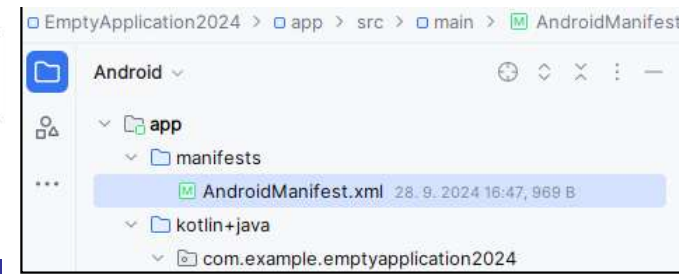 EmptyApplication2024 > app > src > main > AndroidManifest
Android
app
manifests
AndroidManifest.xml 28. 9. 2024 16:47, 969 B
kotlin+java
com.example.emptyapplication2024